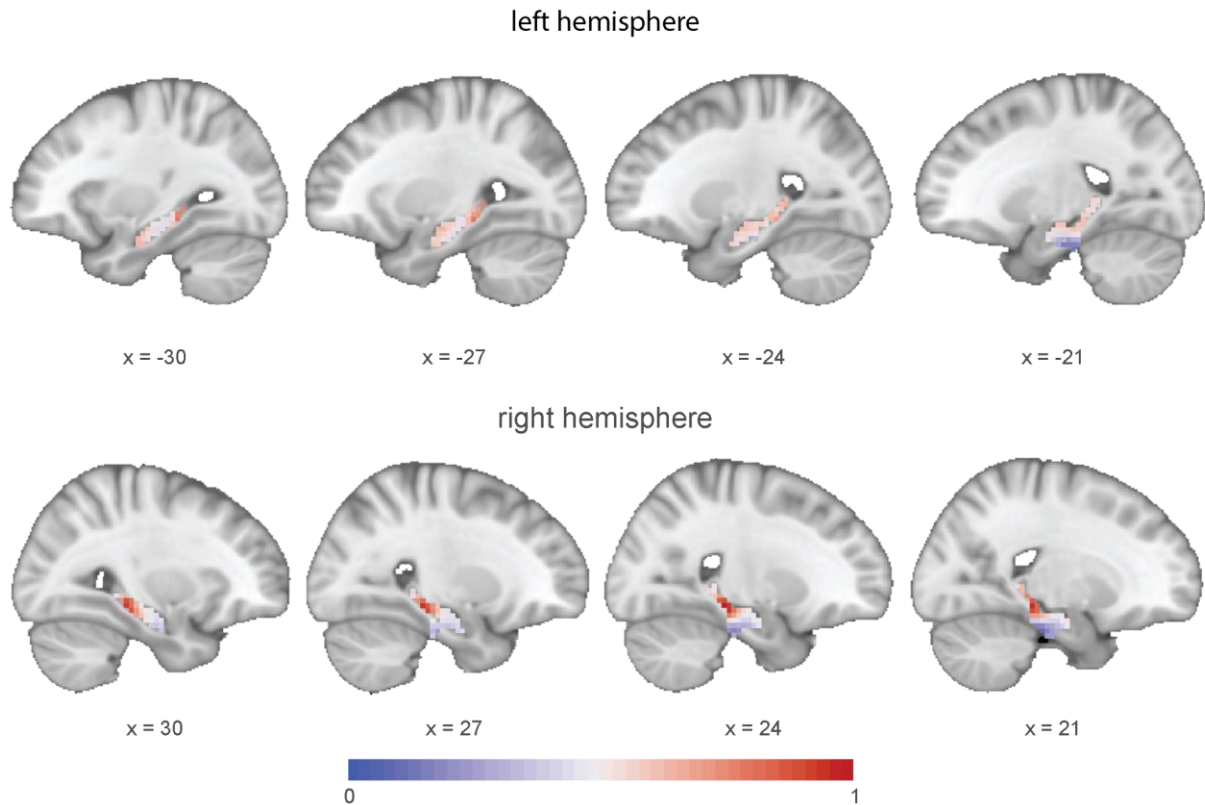 left hemisphere
x = -30
x = -27
x = -24
x = -21
right hemisphere
x = 30
x = 27
x = 24
x = 21
0
1